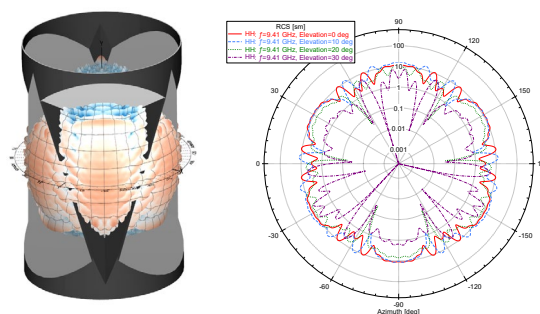 RCS [sm]
HH; ƒ=9.41 GHz, Elevation=0 deg
HH; ƒ=9.41 GHz, Elevation=10 deg
HH; ƒ=9.41 GHz, Elevation=20 deg
HH; ƒ=9.41 GHz, Elevation=30 deg
90
120
100
10
1
30
150
0.1
0.01
0.001
0
1
-30
-150
-60
-120
-90
Azimuth [deg]